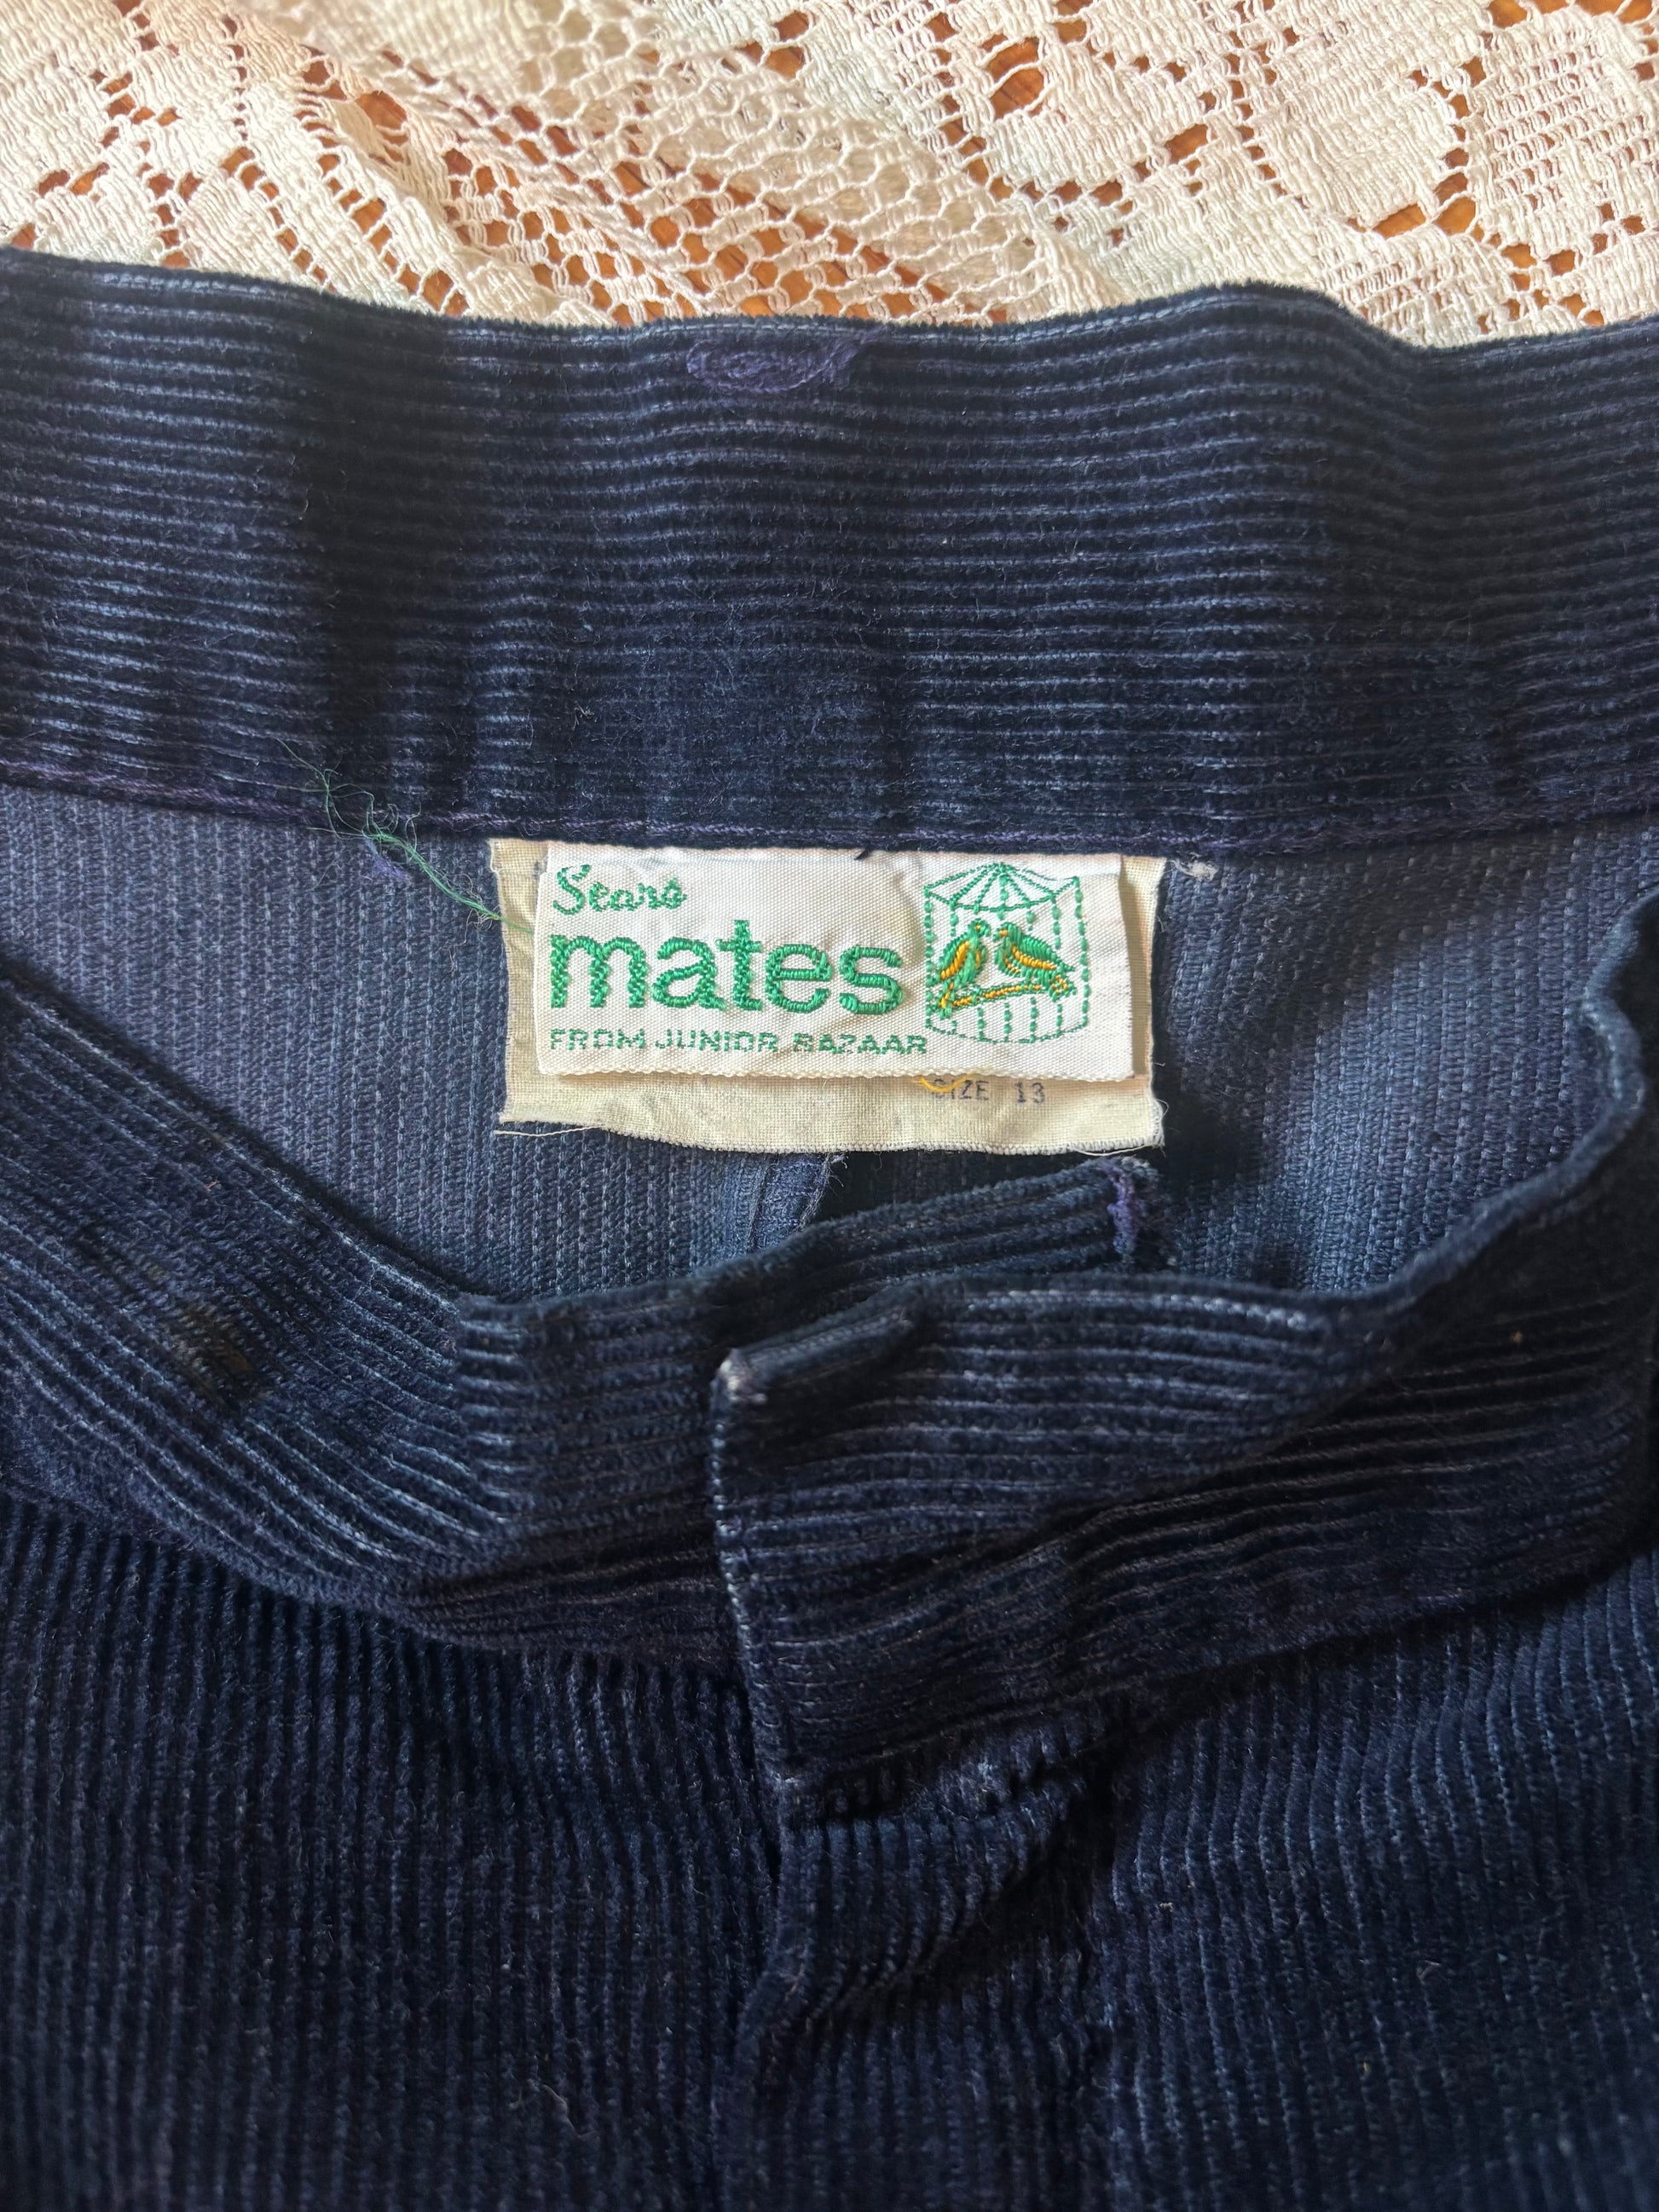 Sears
mates
FROM JUNIOR BAZAAR
SIZE 13